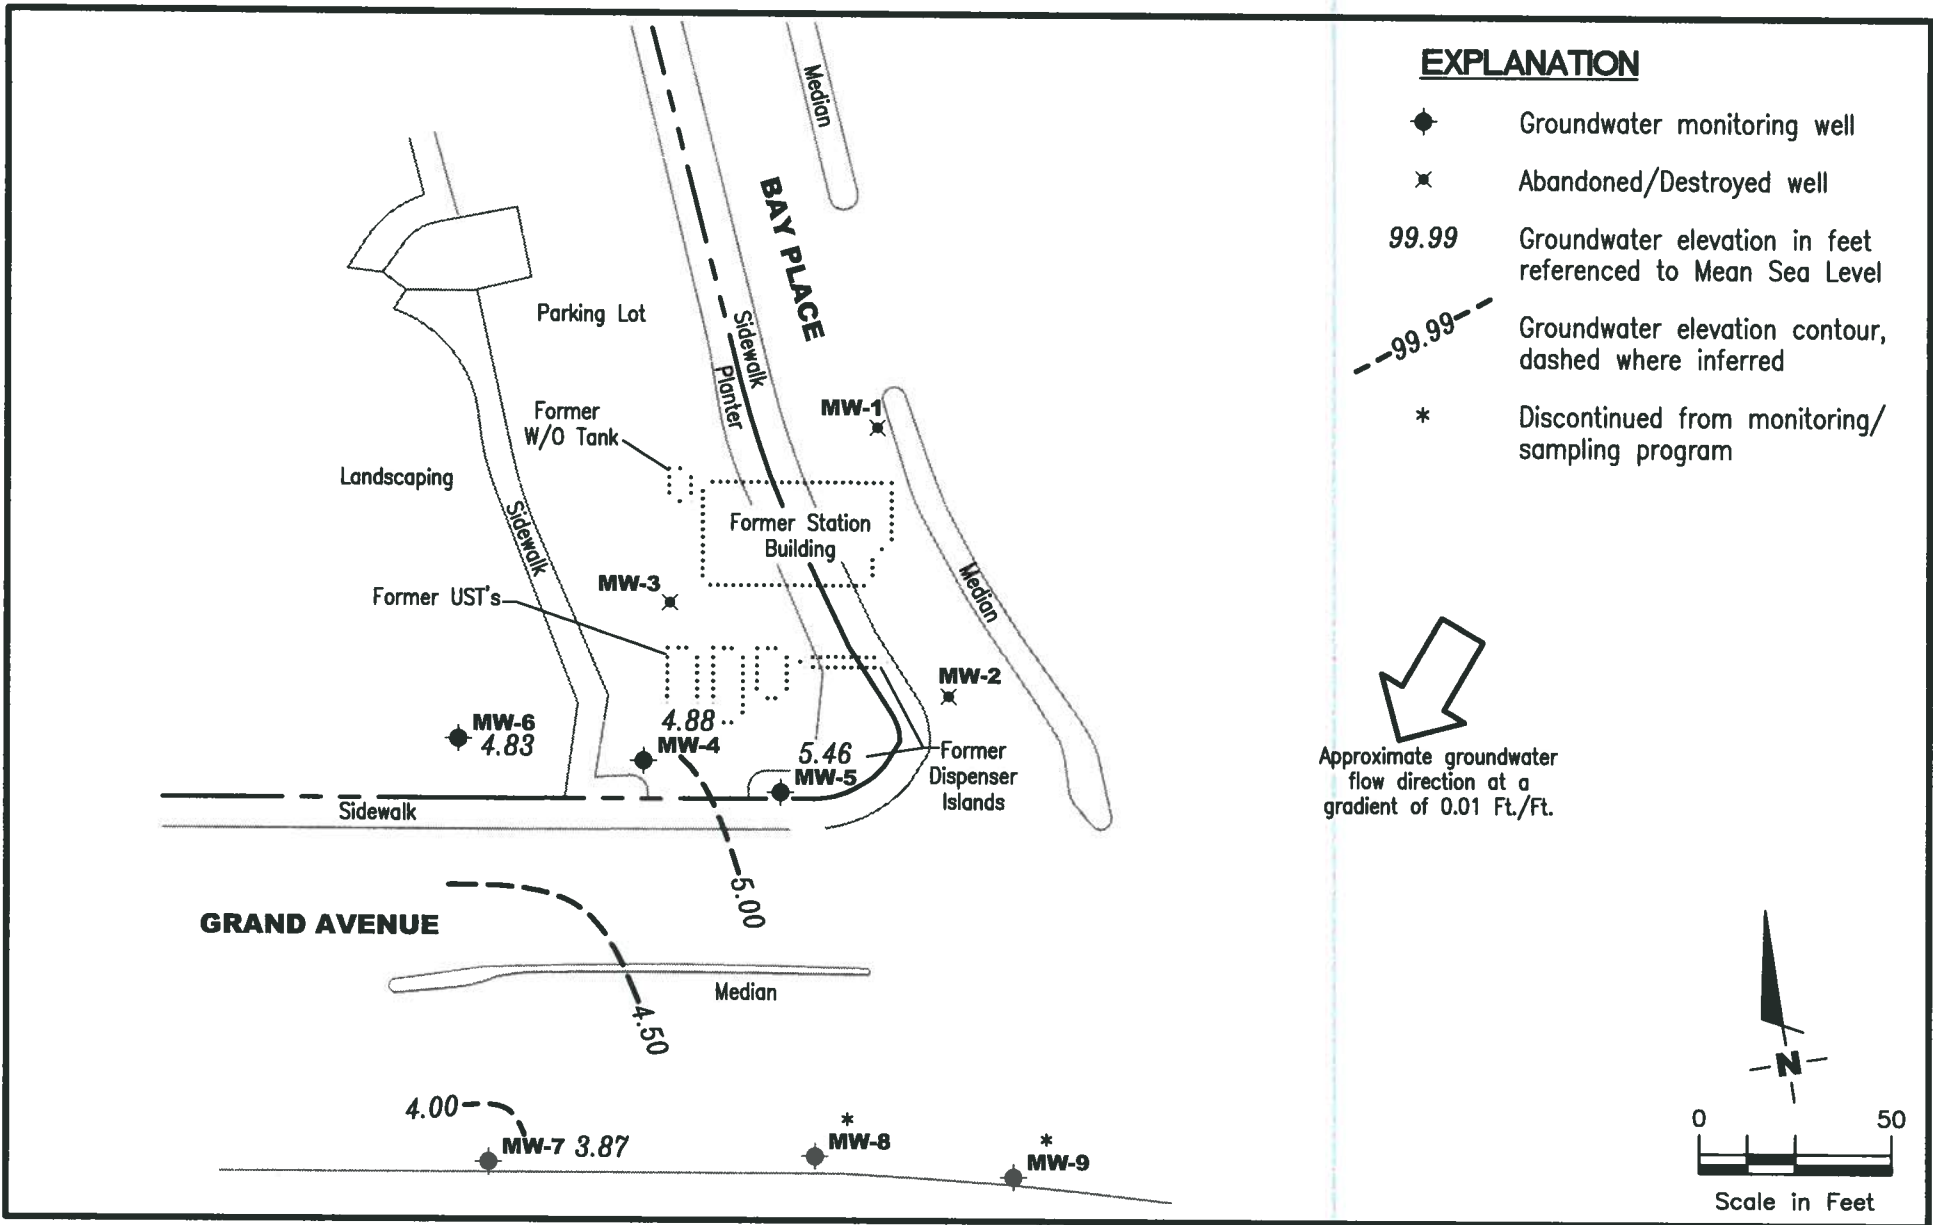 EXPLANATION
Groundwater monitoring well
Abandoned/Destroyed well
99.99
Groundwater elevation in feet
referenced to Mean Sea Level
99.99
Groundwater elevation contour,
dashed where inferred
*
Discontinued from monitoring/
sampling program
Median
BAY PLACE
Parking Lot
Sidewalk
Planter
MW-1
Former
W/O Tank
Landscaping
Sidewalk
Former Station
Building
Median
MW-3
Former UST's
MW-2
MW-6
4.83
4.88
MW-4
5.46
MW-5
Former
Dispenser
Islands
Approximate groundwater
flow direction at a
gradient of 0.01 Ft./Ft.
Sidewalk
5.00
GRAND AVENUE
Median
4.50
4.00
MW-7 3.87
*
MW-8
*
MW-9
N
0 50
Scale in Feet